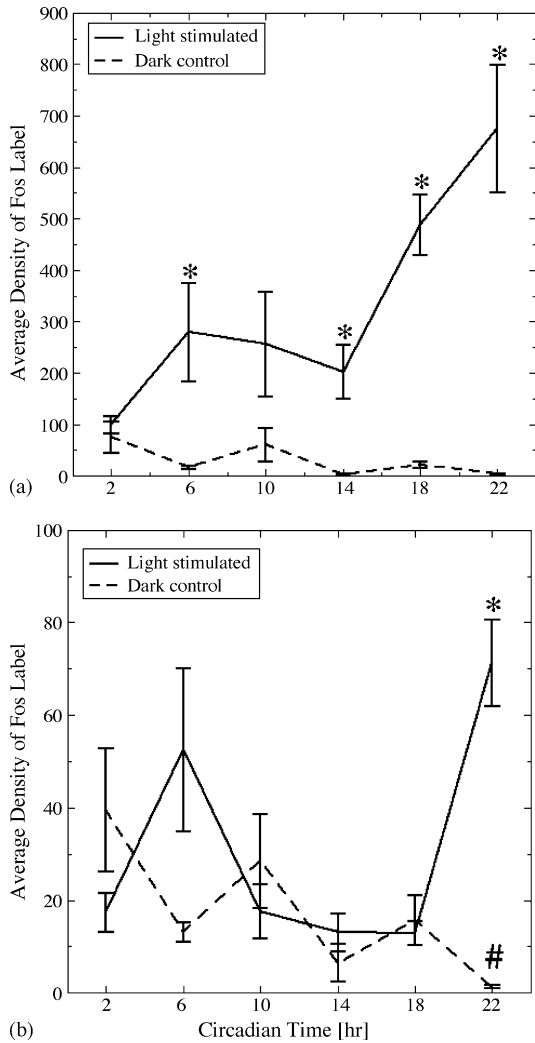 900
800
700
600
500
400
300
200
100
0
Average Density of Fos Label
Light stimulated
Dark control
*
*
*
*
(a)
2 6 10 14 18 22
100
80
60
40
20
0
Average Density of Fos Label
Light stimulated
Dark control
*
#
2 6 10 14 18 22
(b)
Circadian Time [hr]